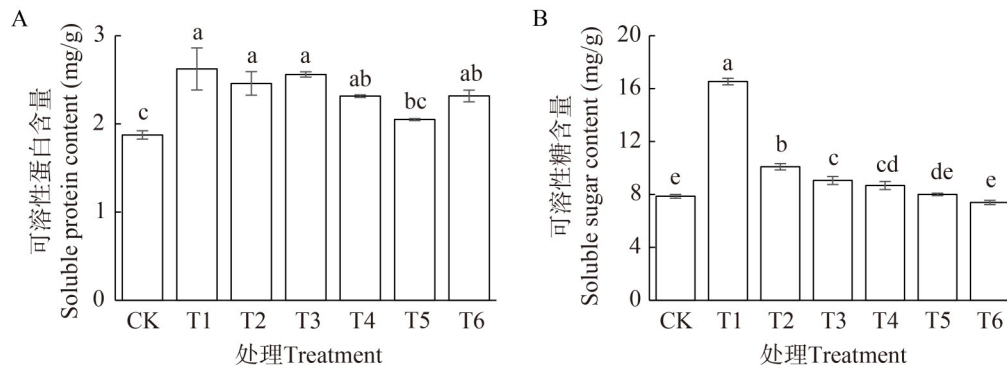 A
可溶性蛋白含量
Soluble protein content (mg/g)
3
2
1
0
c
a
a
a
ab
bc
ab
CK T1 T2 T3 T4 T5 T6
处理Treatment
B
可溶性糖含量
Soluble sugar content (mg/g)
20
16
12
8
4
0
e
a
b
c
cd
de
e
CK T1 T2 T3 T4 T5 T6
处理Treatment